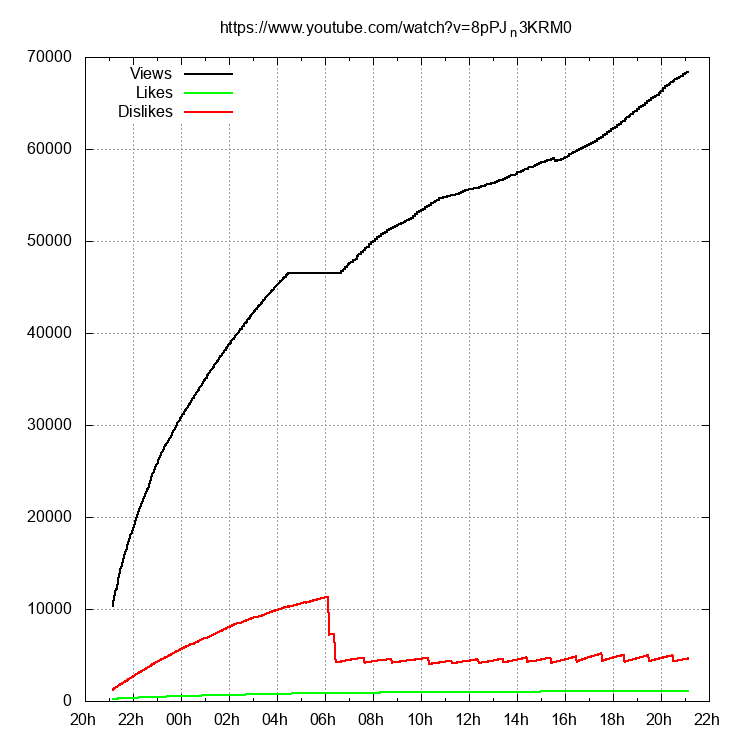 https://www.youtube.com/watch?v=8pPJn3KRM0
70000
Views
Likes
Dislikes
60000
50000
40000
30000
20000
10000
0
20h 22h 00h 02h 04h 06h 08h 10h 12h 14h 16h 18h 20h 22h